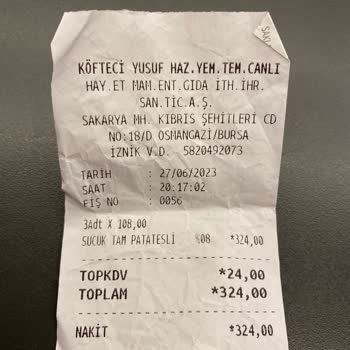 KÖFTECİ YUSUF HAZ.YEM.TEM.CANLI
HAY.ET MAM.ENT.GIDA İTH.İHR.
SAN.TİC.A.Ş.
SAKARYA MH. KIBRIS ŞEHİTLERİ CD
NO:18/D OSMANGAZİ/BURSA
İZNİK V.D. 5820492073
TARİH : 27/06/2023
SAAT : 20:17:02
FİŞ NO : 0056
3Adt X 108,00
SUCUK TAM PATATESLİ %08 *324,00
TOPKDV *24,00
TOPLAM *324,00
NAKİT *324,00